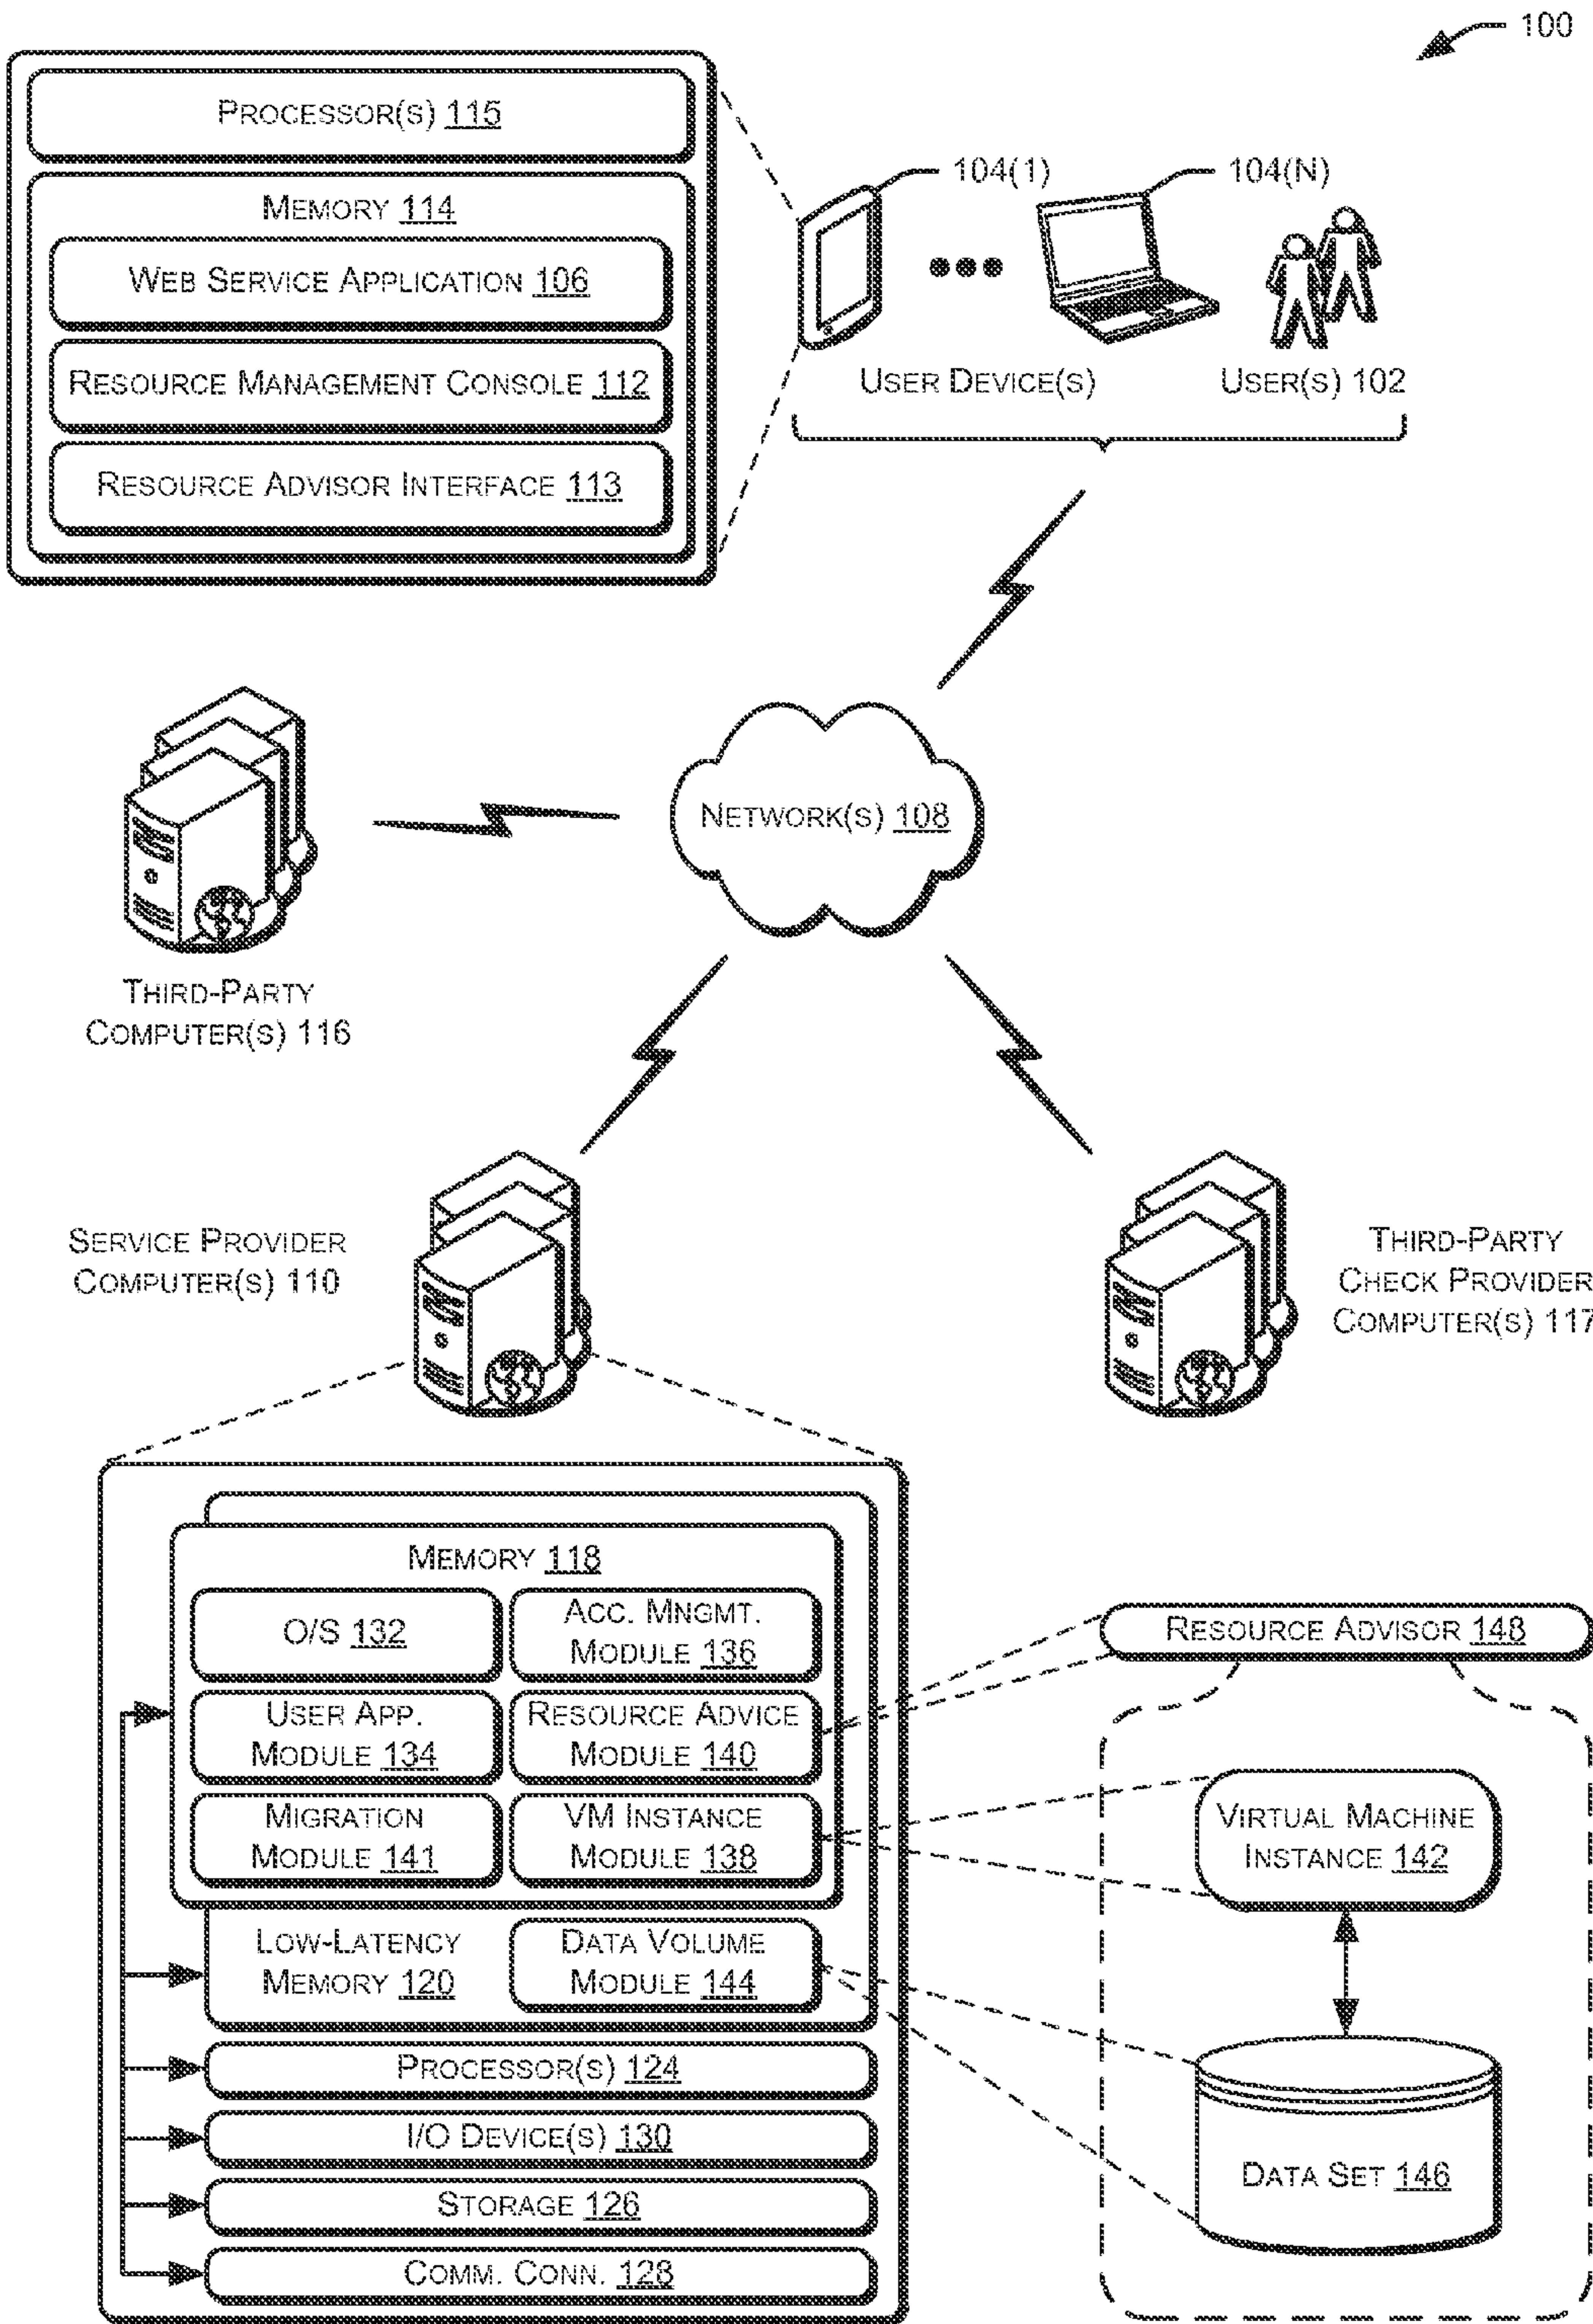 100
PROCESSOR(S) 115
MEMORY 114
WEB SERVICE APPLICATION 106
RESOURCE MANAGEMENT CONSOLE 112
RESOURCE ADVISOR INTERFACE 113
104(1)
104(N)
USER DEVICE(S)
USER(S) 102
NETWORK(S) 108
THIRD-PARTY
COMPUTER(S) 116
SERVICE PROVIDER
COMPUTER(S) 110
THIRD-PARTY
CHECK PROVIDER
COMPUTER(S) 117
MEMORY 118
O/S 132
ACC. MNGMT.
MODULE 136
USER APP.
MODULE 134
RESOURCE ADVICE
MODULE 140
MIGRATION
MODULE 141
VM INSTANCE
MODULE 138
LOW-LATENCY
MEMORY 120
DATA VOLUME
MODULE 144
PROCESSOR(S) 124
I/O DEVICE(S) 130
STORAGE 126
COMM. CONN. 128
RESOURCE ADVISOR 148
VIRTUAL MACHINE
INSTANCE 142
DATA SET 146